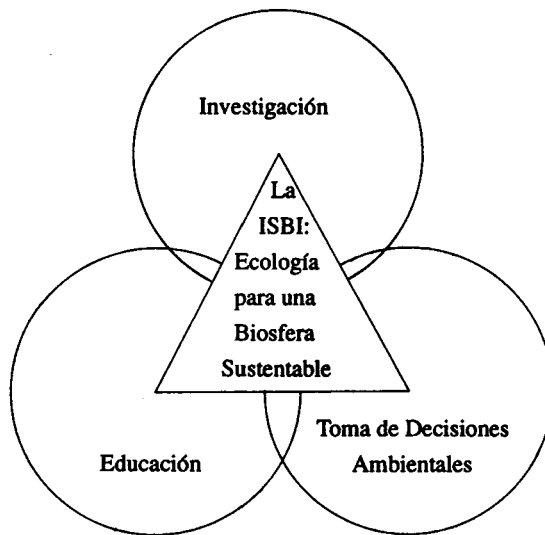 Investigación
La
ISBI:
Ecología
para una
Biosfera
Sustentable
Educación
Toma de Decisiones
Ambientales